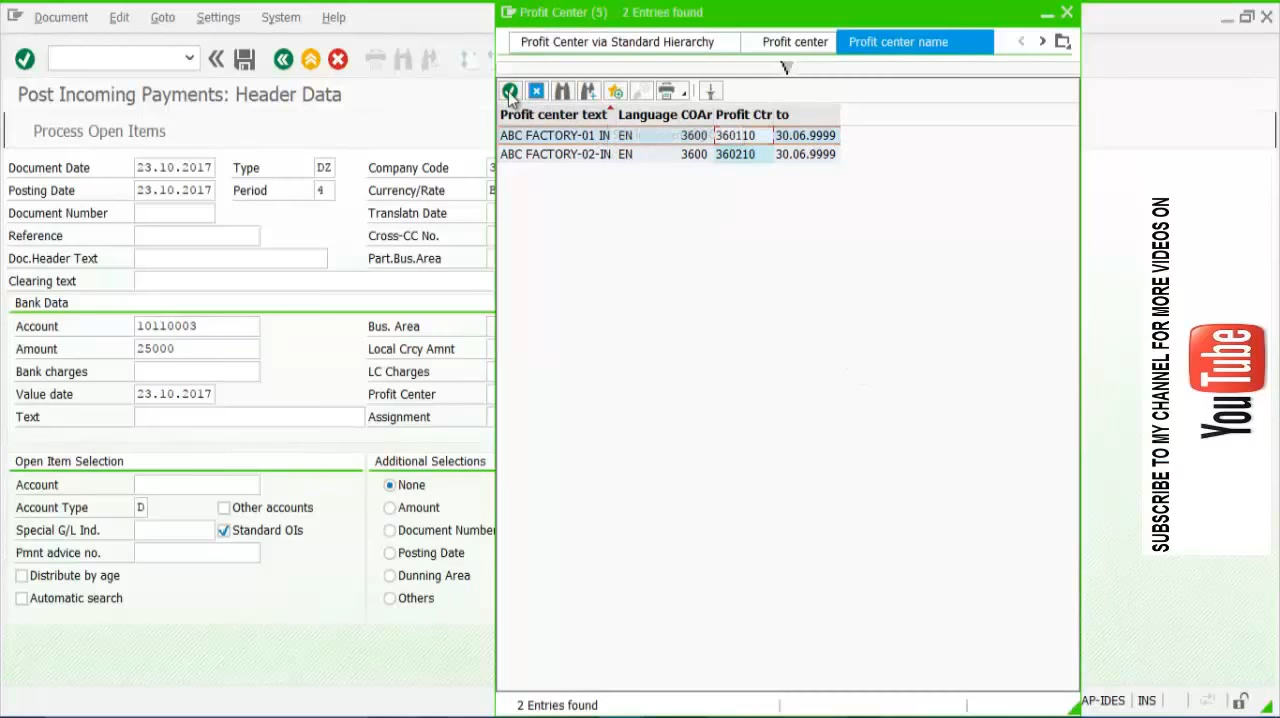 Document Edit Goto Settings System Help
Post Incoming Payments: Header Data
Process Open Items
Document Date 23.10.2017 Type DZ Company Code 3
Posting Date 23.10.2017 Period 4 Currency/Rate
Document Number Translatn Date
Reference Cross-CC No.
Doc.Header Text Part.Bus.Area
Clearing text
Bank Data
Account 10110003 Bus. Area
Amount 25000 Local Crcy Amnt
Bank charges LC Charges
Value date 23.10.2017 Profit Center
Text Assignment
Open Item Selection
Account
Account Type D Other accounts
Special G/L Ind. Standard OIs
Pmnt advice no.
Distribute by age
Automatic search
Additional Selections
None
Amount
Document Number
Posting Date
Dunning Area
Others
Profit Center (5) 2 Entries found
Profit Center via Standard Hierarchy Profit center Profit center name
Profit center text Language COAr Profit Ctr to
ABC FACTORY-01 IN EN 3600 360110 30.06.9999
ABC FACTORY-02-IN EN 3600 360210 30.06.9999
2 Entries found
AP-IDES INS
SUBSCRIBE TO MY CHANNEL FOR MORE VIDEOS ON
YouTube